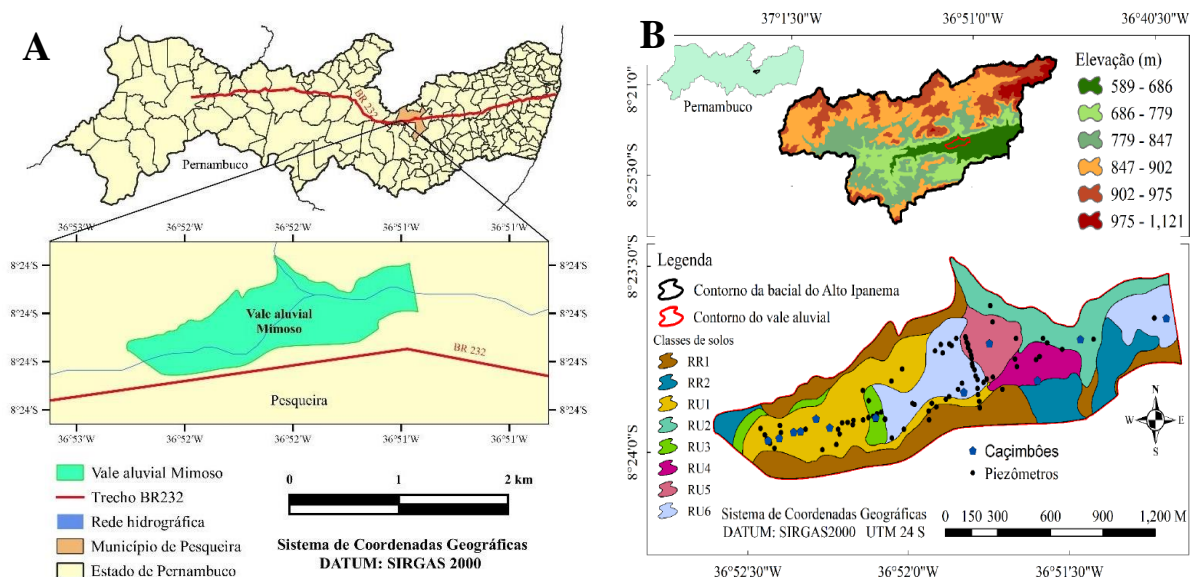 A
BR232
Pernambuco
36°53'W 36°52'W 36°52'W 36°51'W 36°51'W
8°24'S 8°24'S
8°24'S 8°24'S
8°24'S 8°24'S
8°24'S 8°24'S
Vale aluvial
Mimoso
BR 232
Pesqueira
36°53'W 36°52'W 36°52'W 36°51'W 36°51'W
Vale aluvial Mimoso
Trecho BR232
Rede hidrográfica
Município de Pesqueira
Estado de Pernambuco
0 1 2 km
Sistema de Coordenadas Geográficas
DATUM: SIRGAS 2000
B
37°1'30"W 36°51'0"W 36°40'30"W
8°21'0"S
8°25'30"S
Pernambuco
Elevação (m)
589 - 686
686 - 779
779 - 847
847 - 902
902 - 975
975 - 1,121
8°23'30"S
8°24'0"S
Legenda
Contorno da bacial do Alto Ipanema
Contorno do vale aluvial
Classes de solos
RR1
RR2
RU1
RU2
RU3
RU4
RU5
RU6
N
W E
S
Caçimbões
Piezômetros
Sistema de Coordenadas Geográficas
DATUM: SIRGAS2000 UTM 24 S
0 150 300 600 900 1,200 M
36°52'30"W 36°52'0"W 36°51'30"W